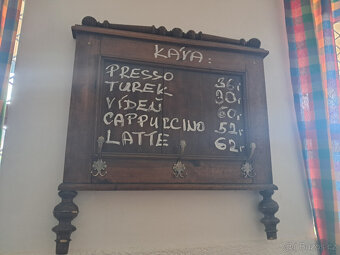 KÁVA:
PRESSO 36,
TUREK 30,
VÍDEŇ 60,
CAPPUCCINO 52,
LATTE 62,